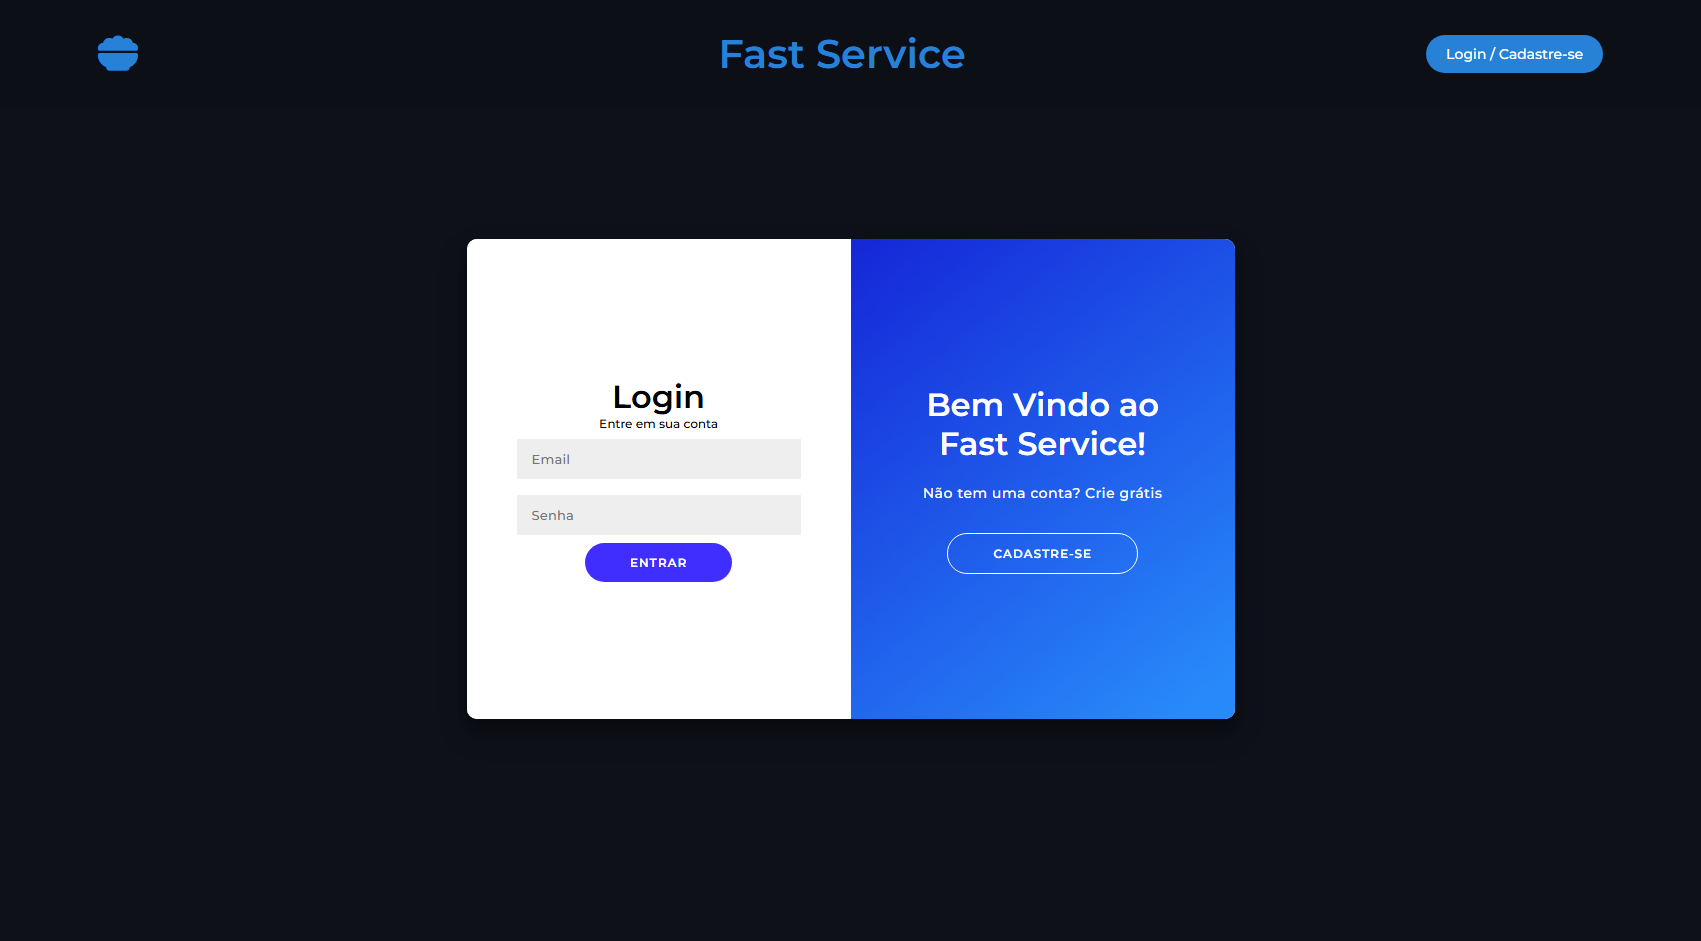 Fast Service
Login / Cadastre-se
Login
Entre em sua conta
Email
Senha
ENTRAR
Bem Vindo ao
Fast Service!
Não tem uma conta? Crie grátis
CADASTRE-SE